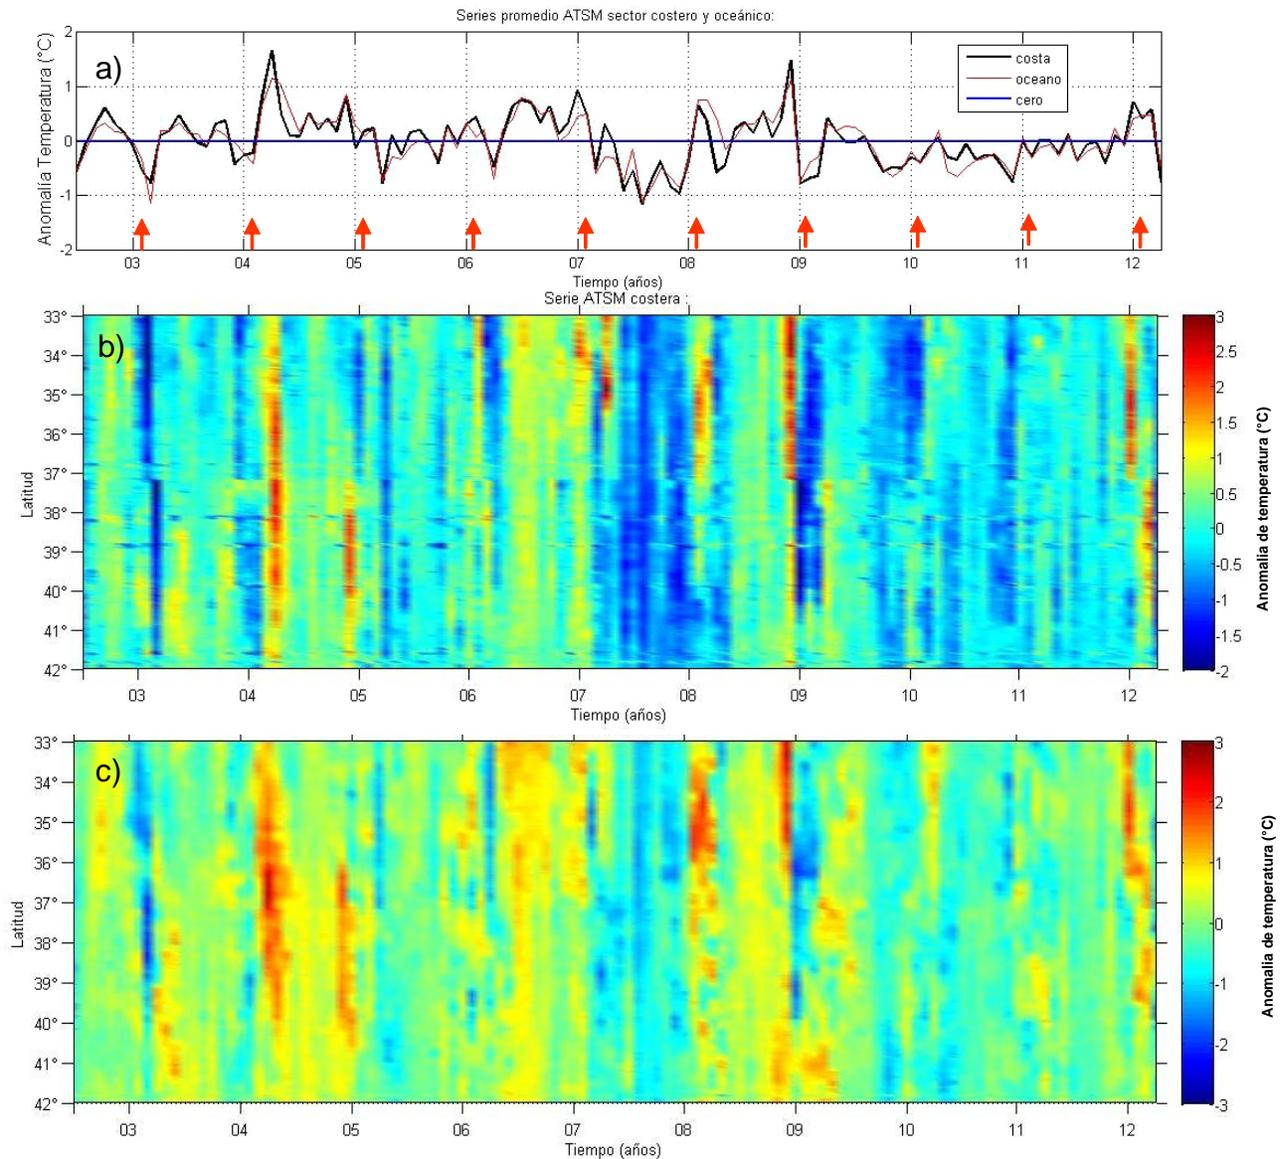 Series promedio ATSM sector costero y oceánico:
a)
Anomalía Temperatura (°C)
2
1
0
-1
-2
costa
oceano
cero
03 04 05 06 07 08 09 10 11 12
Tiempo (años)
Serie ATSM costera :
b)
Latitud
33°
34°
35°
36°
37°
38°
39°
40°
41°
42°
03 04 05 06 07 08 09 10 11 12
Tiempo (años)
3
2.5
2
1.5
1
0.5
0
-0.5
-1
-1.5
-2
Anomalia de temperatura (°C)
c)
Latitud
33°
34°
35°
36°
37°
38°
39°
40°
41°
42°
03 04 05 06 07 08 09 10 11 12
Tiempo (años)
3
2
1
0
-1
-2
-3
Anomalia de temperatura (°C)